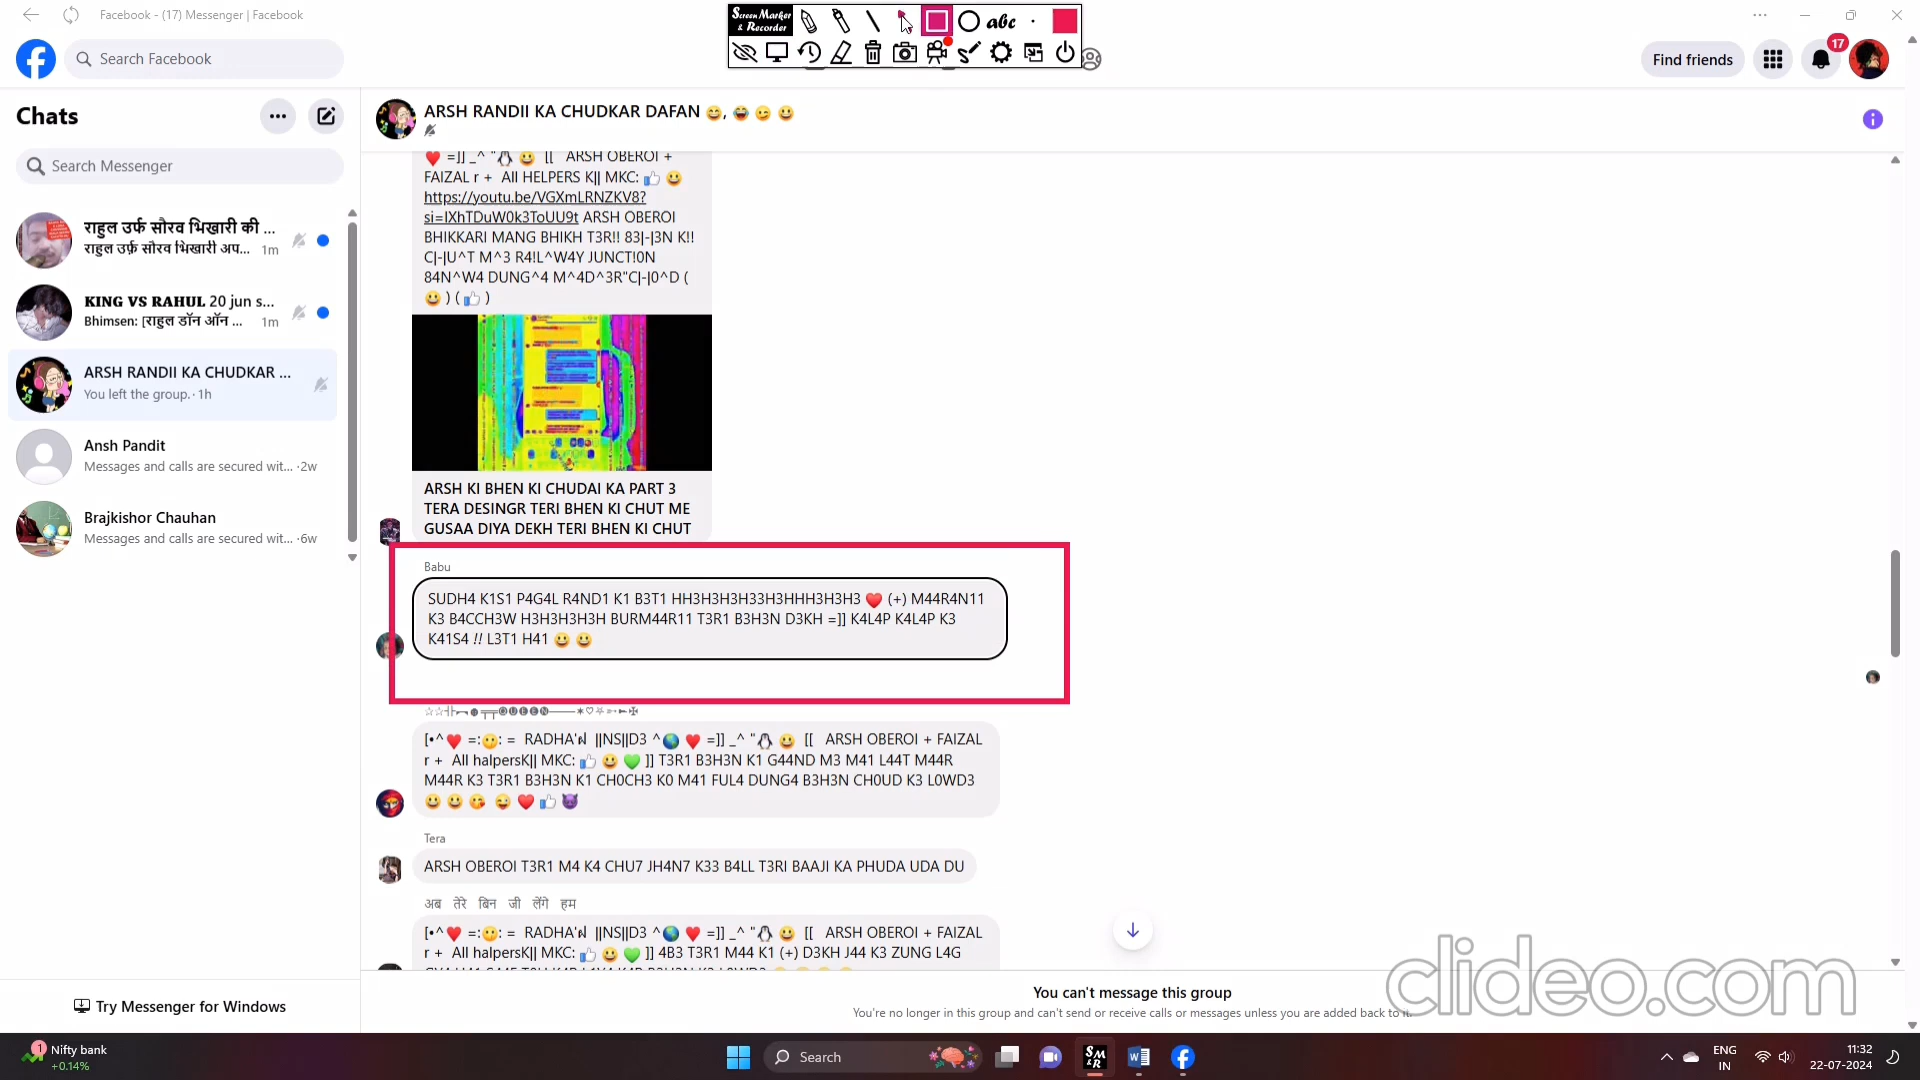 Facebook - (17) Messenger | Facebook
Screen Marker
& Recorder
abc
Search Facebook
Find friends
17
Chats
Search Messenger
राहुल उर्फ सौरव भिखारी की ...
राहुल उर्फ़ सौरव भिखारी अप... 1m
KING VS RAHUL 20 jun s...
Bhimsen: [राहुल डॉन ऑन ... 1m
ARSH RANDII KA CHUDKAR ...
You left the group. · 1h
Ansh Pandit
Messages and calls are secured wit... · 2w
Brajkishor Chauhan
Messages and calls are secured wit... · 6w
Try Messenger for Windows
ARSH RANDII KA CHUDKAR DAFAN 😄, 😂 😉 😃
❤️ =]] _^ "🐧 😃 [[ ARSH OBEROI +
FAIZAL r + All HELPERS K|| MKC: 👍 😃
https://youtu.be/VGXmLRNZKV8?
si=IXhTDuW0k3ToUU9t ARSH OBEROI
BHIKKARI MANG BHIKH T3R!! 83|-|3N K!!
C|-|U^T M^3 R4!L^W4Y JUNCT!0N
84N^W4 DUNG^4 M^4D^3R"C|-|0^D (
😃 ) ( 👍 )
ARSH KI BHEN KI CHUDAI KA PART 3
TERA DESINGR TERI BHEN KI CHUT ME
GUSAA DIYA DEKH TERI BHEN KI CHUT
Babu
SUDH4 K1S1 P4G4L R4ND1 K1 B3T1 HH3H3H3H33H3HHH3H3H3 ❤️ (+) M44R4N11
K3 B4CCH3W H3H3H3H3H BURM44R11 T3R1 B3H3N D3KH =]] K4L4P K4L4P K3
K41S4 !! L3T1 H41 😃 😃
[•^❤️ =:😶: = RADHA'ฟ ||NS||D3 ^🌎 ❤️ =]] _^ "🐧 😃 [[ ARSH OBEROI + FAIZAL
r + All halpersK|| MKC: 👍 😃 💚 ]] T3R1 B3H3N K1 G44ND M3 M41 L44T M44R
M44R K3 T3R1 B3H3N K1 CH0CH3 K0 M41 FUL4 DUNG4 B3H3N CH0UD K3 L0WD3
😃 😃 😘 😜 ❤️ 👍 😈
Tera
ARSH OBEROI T3R1 M4 K4 CHU7 JH4N7 K33 B4LL T3RI BAAJI KA PHUDA UDA DU
अब तेरे बिन जी लेंगे हम
[•^❤️ =:😶: = RADHA'ฟ ||NS||D3 ^🌎 ❤️ =]] _^ "🐧 😃 [[ ARSH OBEROI + FAIZAL
r + All halpersK|| MKC: 👍 😃 💚 ]] 4B3 T3R1 M44 K1 (+) D3KH J44 K3 ZUNG L4G
You can't message this group
You're no longer in this group and can't send or receive calls or messages unless you are added back to it.
clideo.com
1
Nifty bank
+0.14%
Search
ENG
IN
11:32
22-07-2024